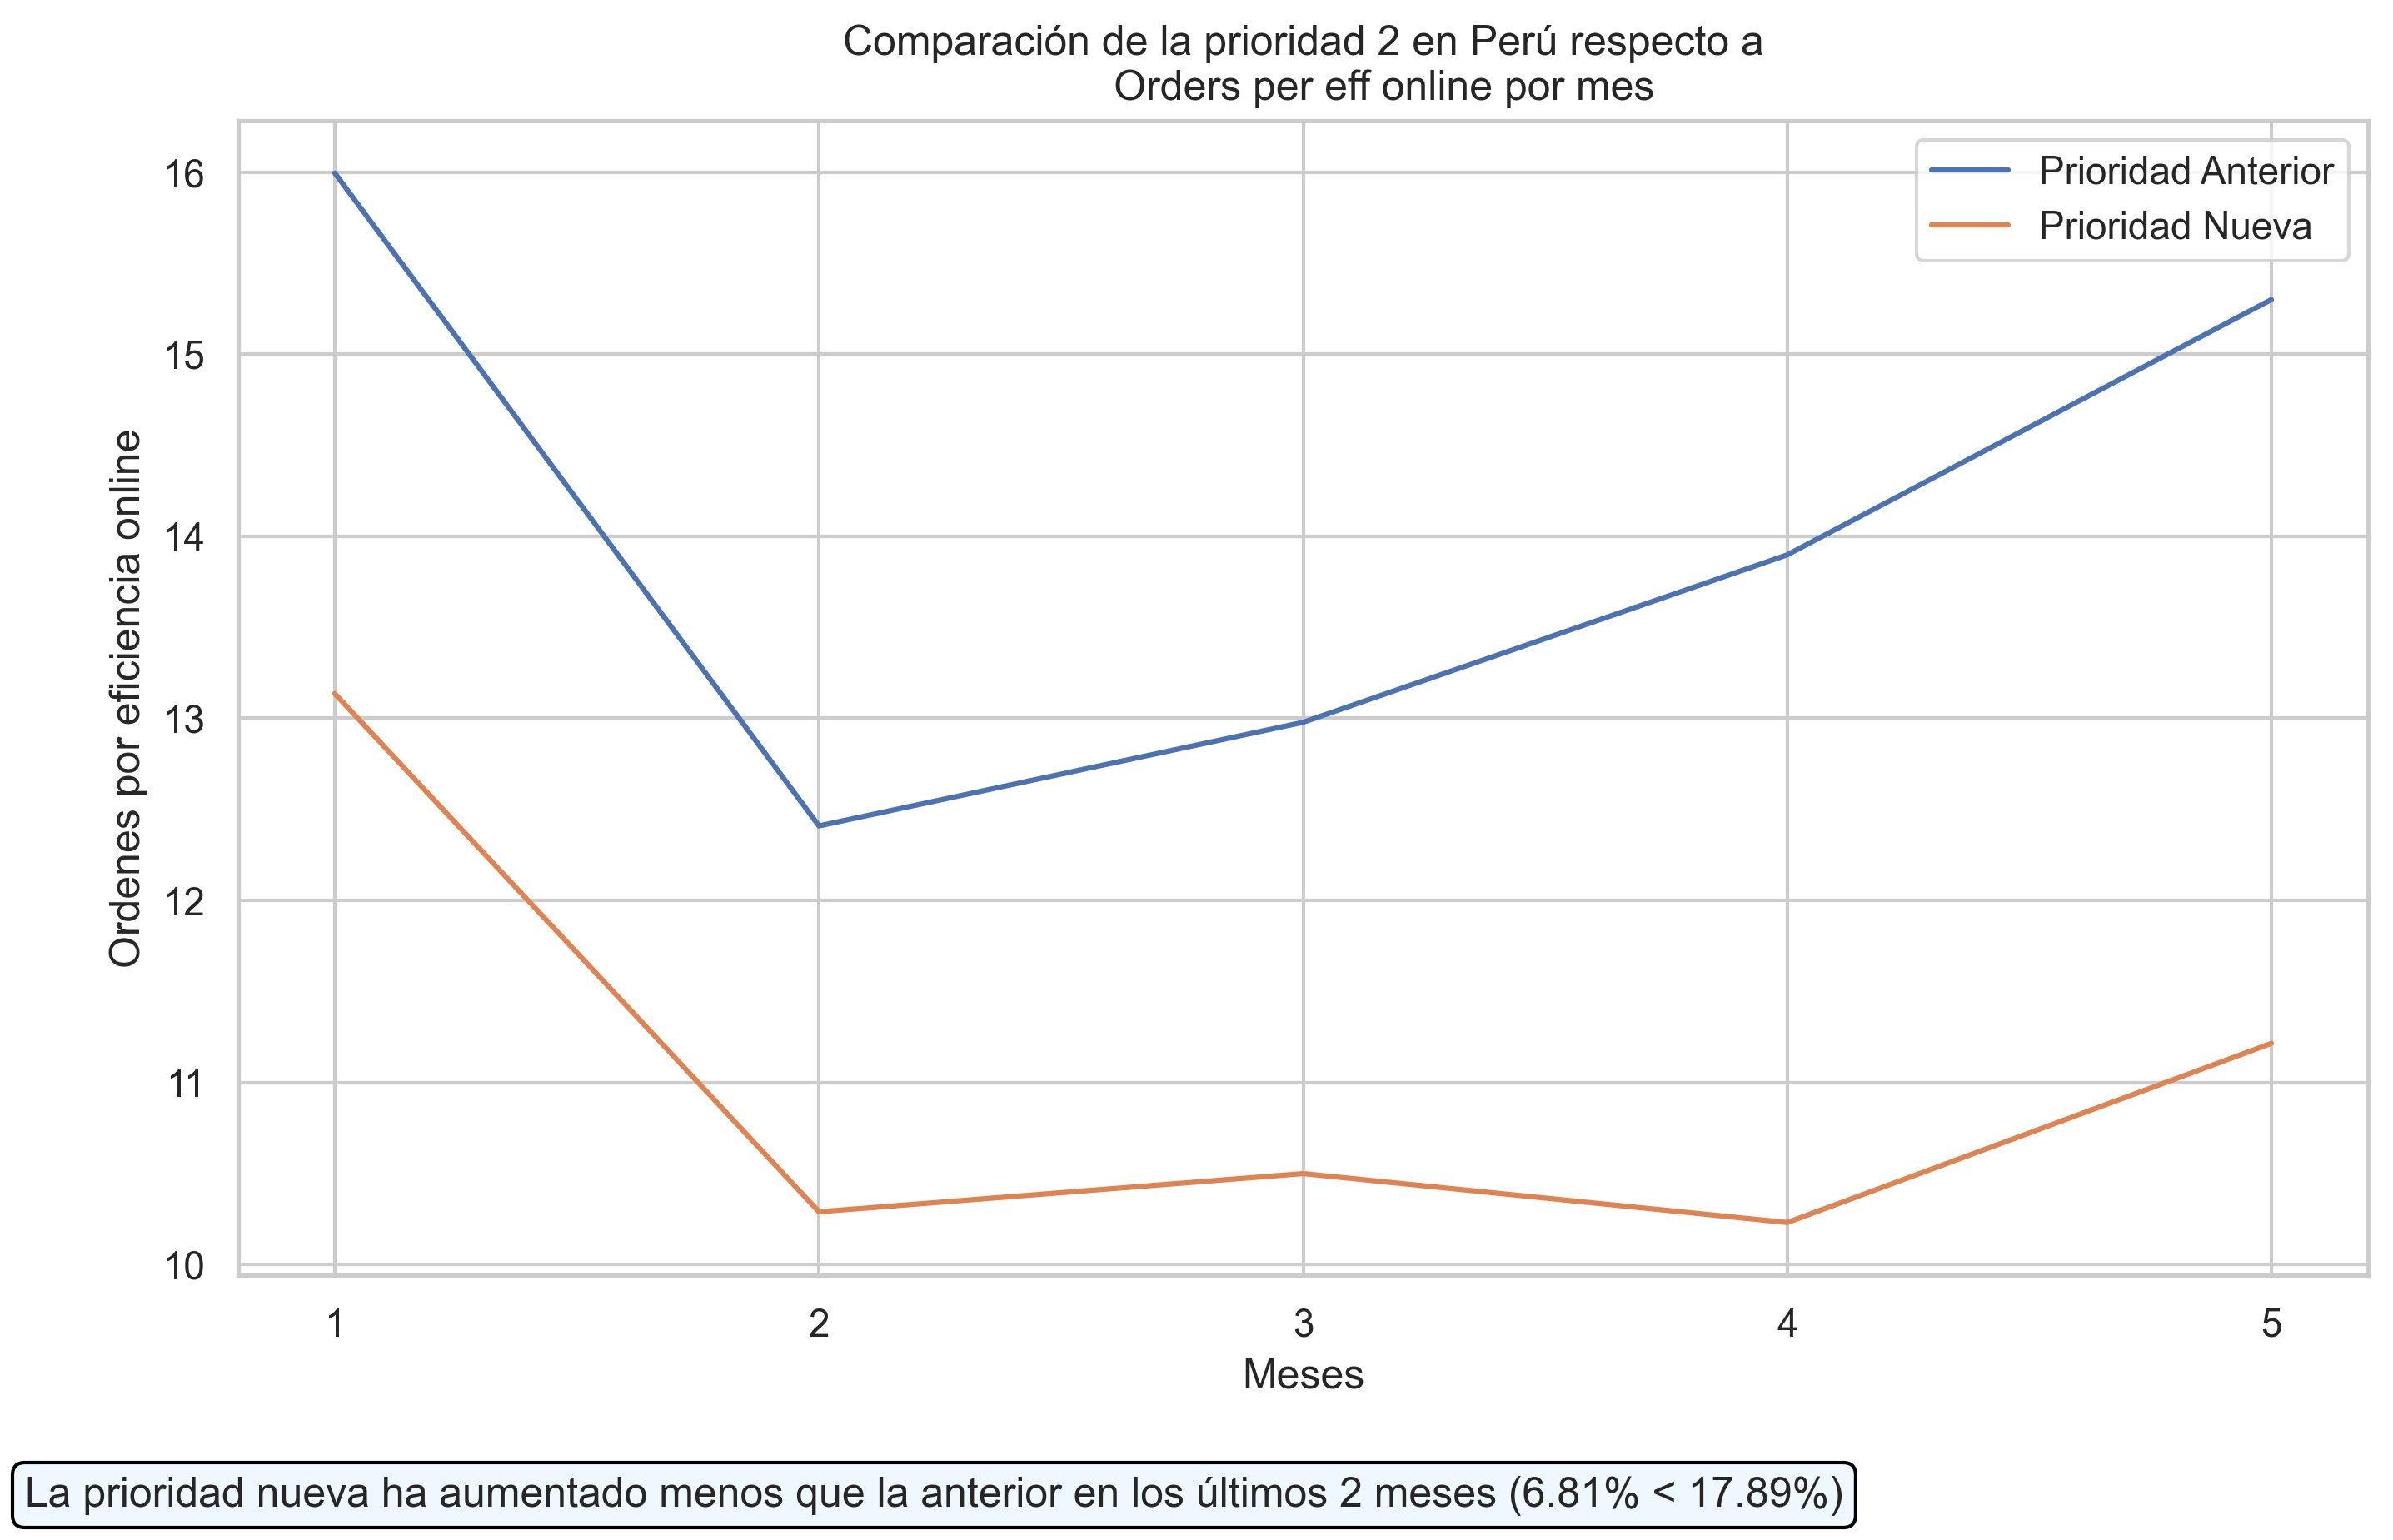 Comparación de la prioridad 2 en Perú respecto a
Orders per eff online por mes
Prioridad Anterior
Prioridad Nueva
Ordenes por eficiencia online
16
15
14
13
12
11
10
1 2 3 4 5
Meses
La prioridad nueva ha aumentado menos que la anterior en los últimos 2 meses (6.81% < 17.89%)